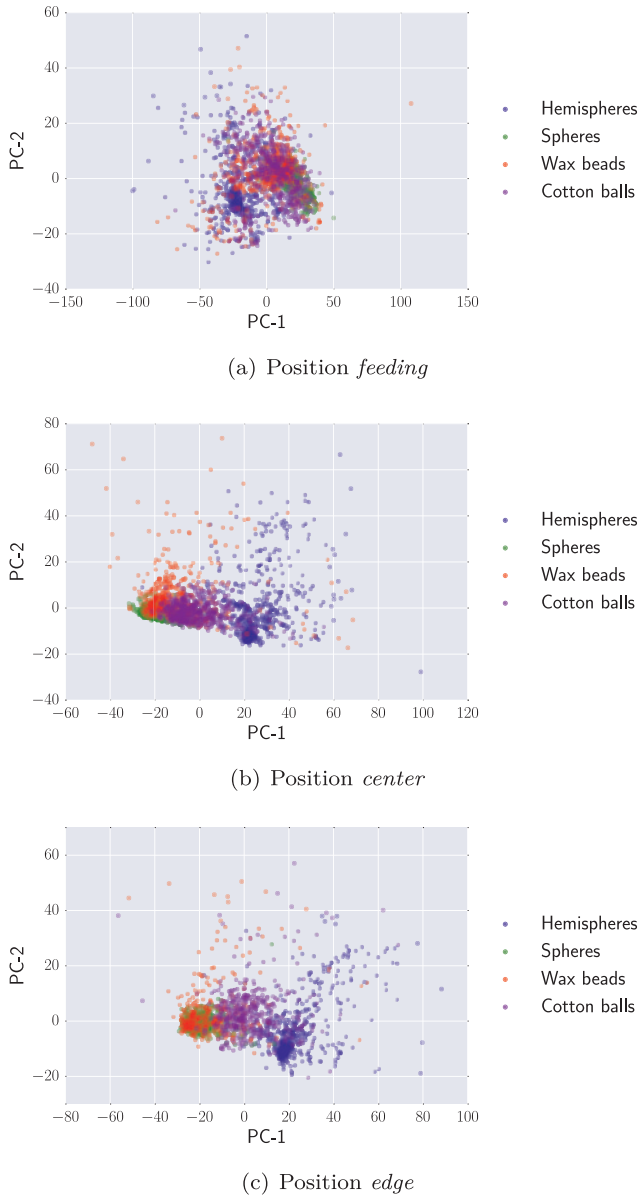 60
40
20
0
−20
−40
PC-2
−150 −100 −50 0 50 100 150
PC-1
Hemispheres
Spheres
Wax beads
Cotton balls
(a) Position feeding
80
60
40
20
0
−20
−40
PC-2
−60 −40 −20 0 20 40 60 80 100 120
PC-1
Hemispheres
Spheres
Wax beads
Cotton balls
(b) Position center
60
40
20
0
−20
PC-2
−80 −60 −40 −20 0 20 40 60 80 100
PC-1
Hemispheres
Spheres
Wax beads
Cotton balls
(c) Position edge